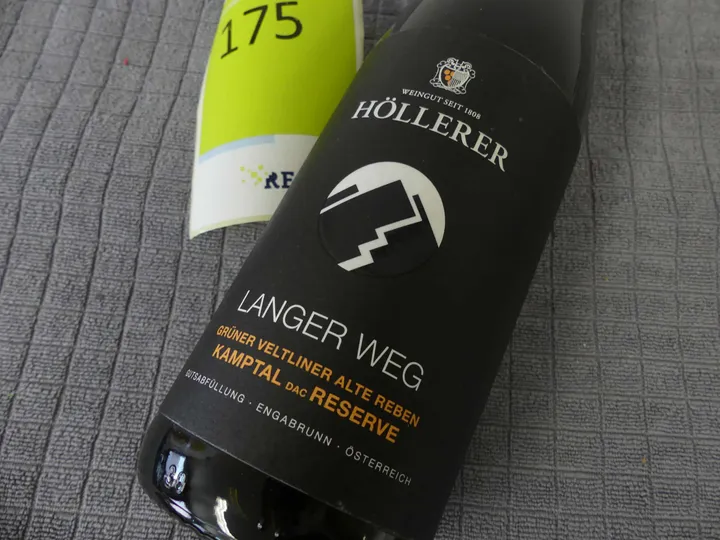 175
RE
WEINGUT SEIT 1808
HÖLLERER
LANGER WEG
GRÜNER VELTLINER ALTE REBEN
KAMPTAL DAC RESERVE
GUTSABFÜLLUNG · ENGABRUNN · ÖSTERREICH